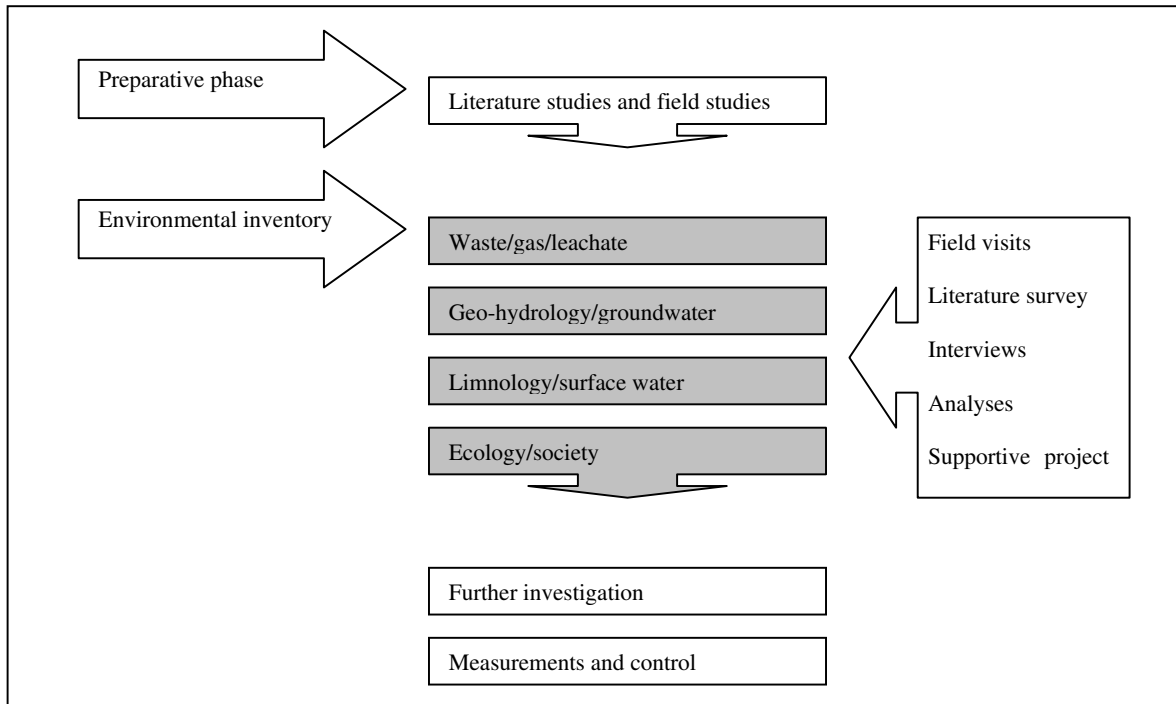 Preparative phase
Literature studies and field studies
Environmental inventory
Waste/gas/leachate
Geo-hydrology/groundwater
Limnology/surface water
Ecology/society
Field visits
Literature survey
Interviews
Analyses
Supportive project
Further investigation
Measurements and control